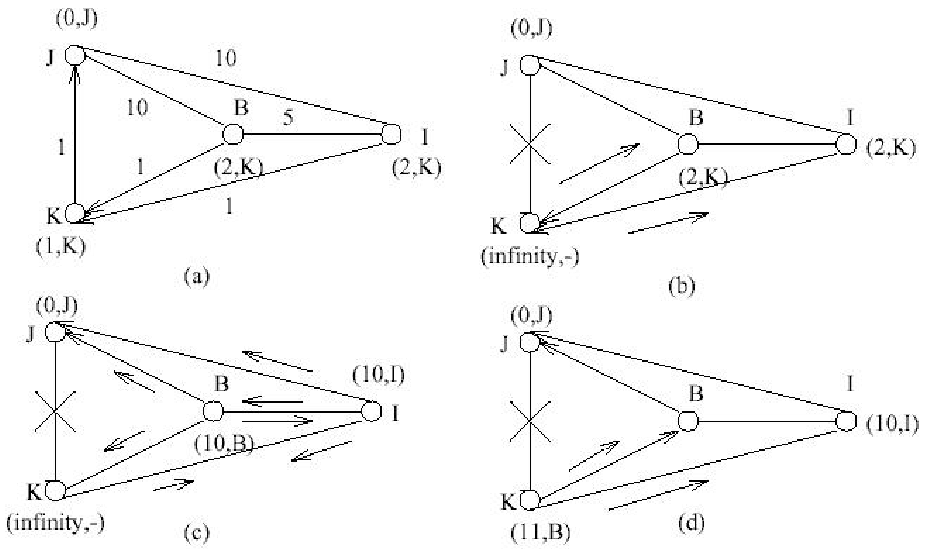 (0,J)
J
10
10
B
5
I
1
1
(2,K)
(2,K)
K
1
(1,K)
(a)
(0,J)
J
B
I
(2,K)
(2,K)
K
(infinity,-)
(b)
(0,J)
J
(10,I)
B
I
(10,B)
K
(infinity,-)
(c)
(0,J)
J
B
I
(10,I)
K
(11,B)
(d)